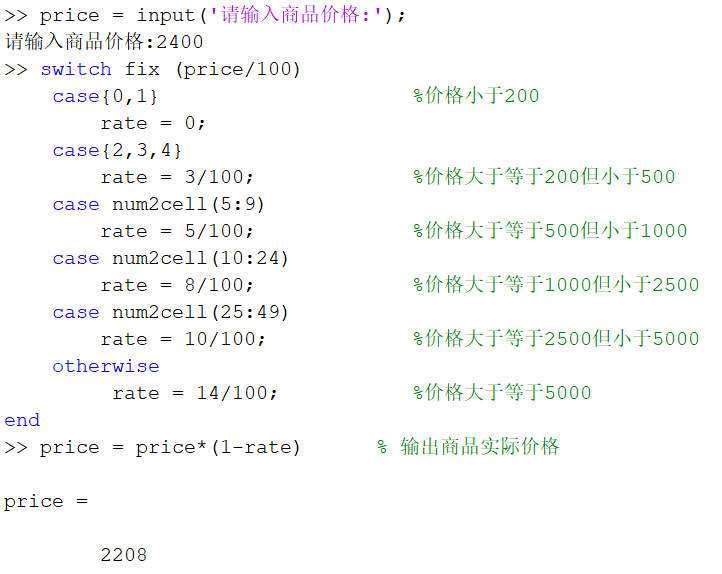 >> price = input('请输入商品价格:');
请输入商品价格:2400
>> switch fix (price/100)
    case{0,1}                     %价格小于200
        rate = 0;
    case{2,3,4}
        rate = 3/100;             %价格大于等于200但小于500
    case num2cell(5:9)
        rate = 5/100;             %价格大于等于500但小于1000
    case num2cell(10:24)
        rate = 8/100;             %价格大于等于1000但小于2500
    case num2cell(25:49)
        rate = 10/100;            %价格大于等于2500但小于5000
    otherwise
         rate = 14/100;           %价格大于等于5000
end
>> price = price*(1-rate)      % 输出商品实际价格
price =
        2208